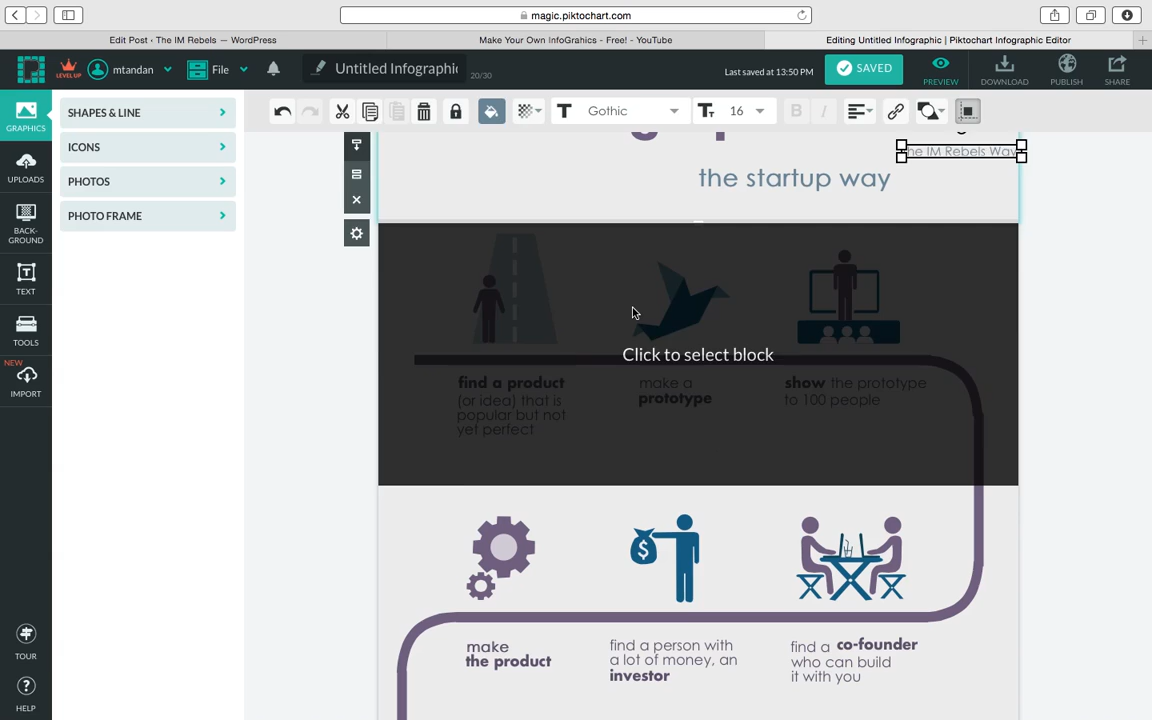 magic.piktochart.com
Edit Post ‹ The IM Rebels — WordPress
Make Your Own InfoGrahics - Free! - YouTube
Editing Untitled Infographic | Piktochart Infographic Editor
LEVEL UP
mtandan
File
Untitled Infographic
20/30
Last saved at 13:50 PM
SAVED
PREVIEW
DOWNLOAD
PUBLISH
SHARE
GRAPHICS
UPLOADS
BACK-
GROUND
TEXT
TOOLS
NEW
IMPORT
TOUR
HELP
SHAPES & LINE
ICONS
PHOTOS
PHOTO FRAME
Gothic
16
B
I
The IM Rebels Way
the startup way
Click to select block
find a product
(or idea) that is
popular but not
yet perfect
make a
prototype
show the prototype
to 100 people
$
make
the product
find a person with
a lot of money, an
investor
find a co-founder
who can build
it with you